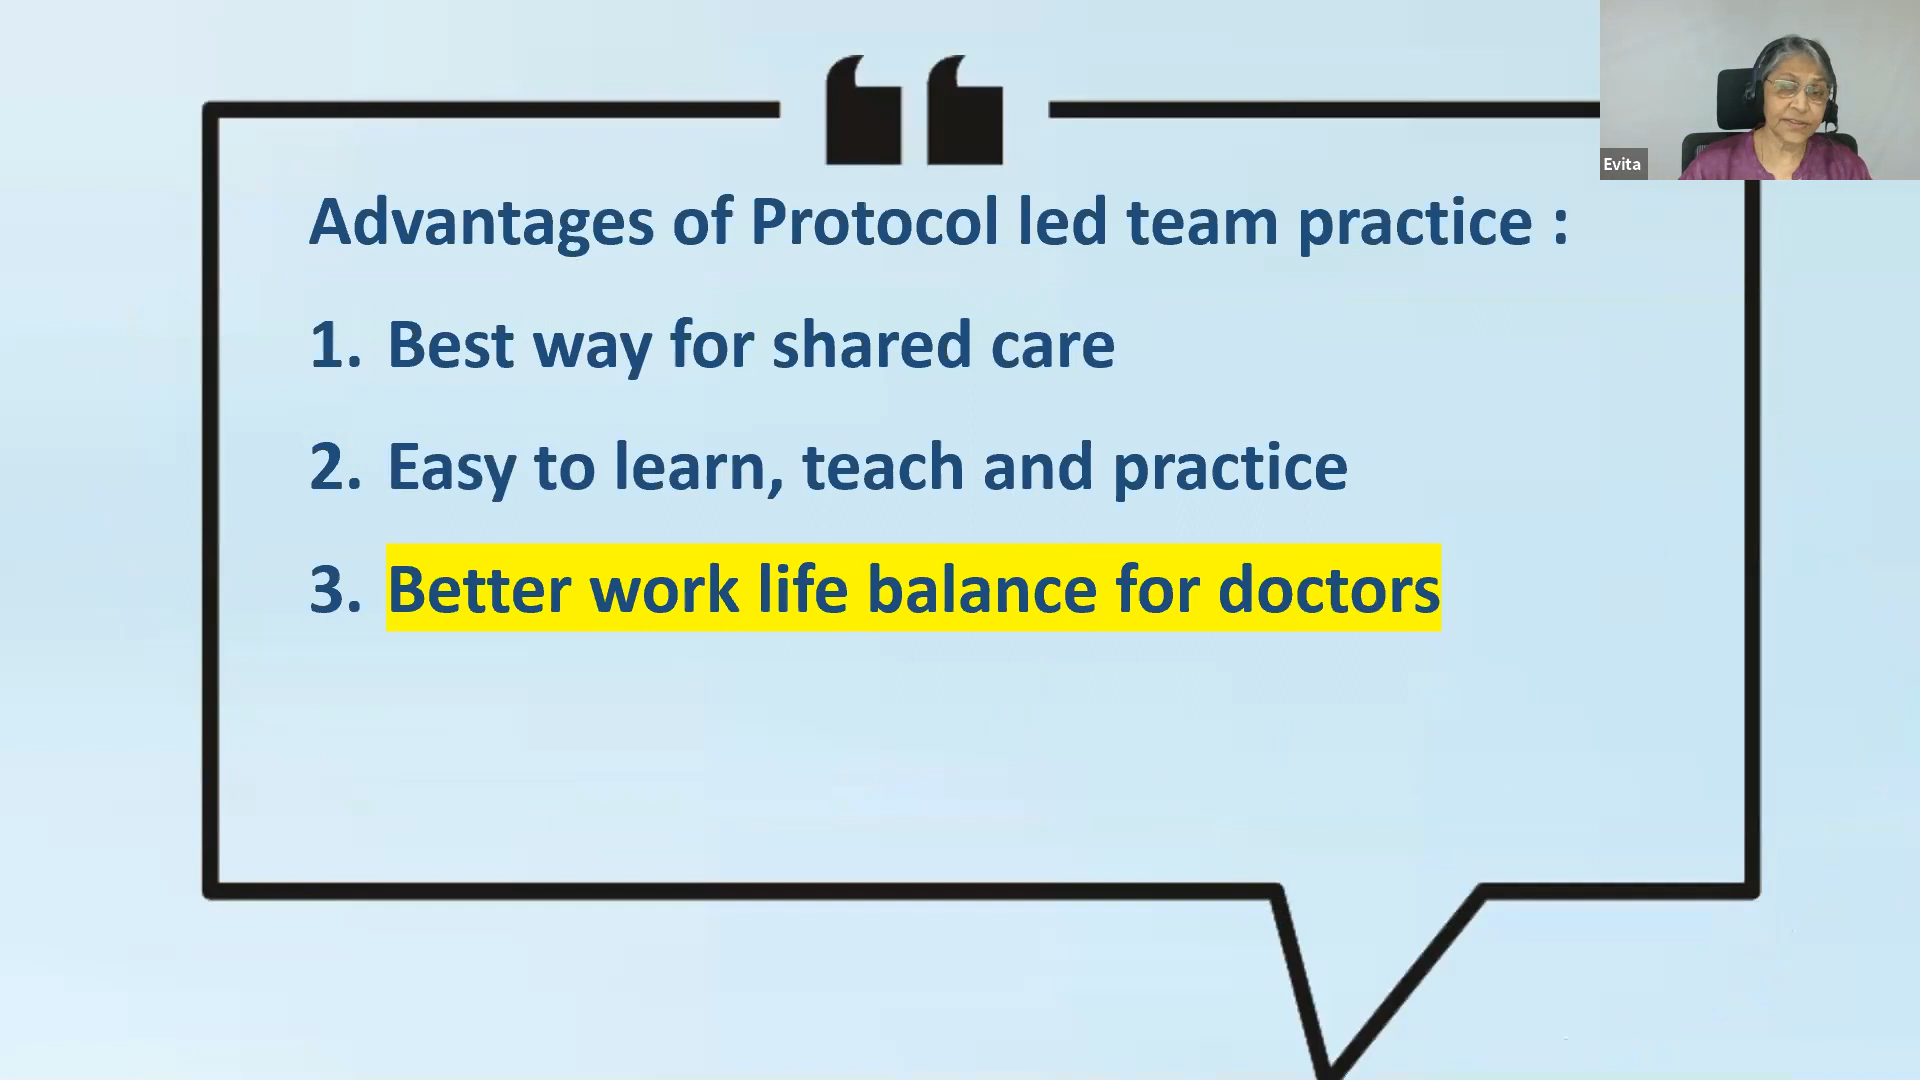 Advantages of Protocol led team practice :
1. Best way for shared care
2. Easy to learn, teach and practice
3. Better work life balance for doctors
Evita